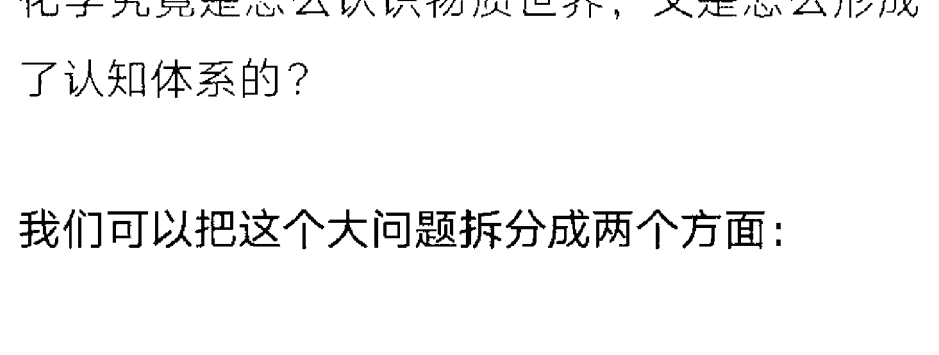 化学究竟是怎么认识物质世界，又是怎么形成
了认知体系的？
我们可以把这个大问题拆分成两个方面：